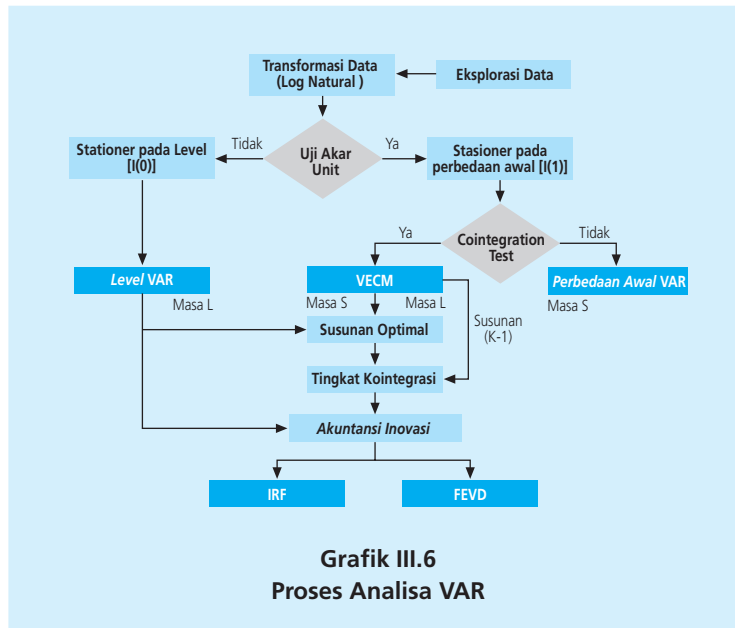 Transformasi Data
(Log Natural )
Eksplorasi Data
Stationer pada Level
[I(0)]
Tidak
Uji Akar
Unit
Ya
Stasioner pada
perbedaan awal [I(1)]
Ya
Cointegration
Test
Tidak
Level VAR
VECM
Perbedaan Awal VAR
Masa L
Masa S
Masa L
Masa S
Susunan Optimal
Susunan
(K-1)
Tingkat Kointegrasi
Akuntansi Inovasi
IRF
FEVD
Grafik III.6
Proses Analisa VAR